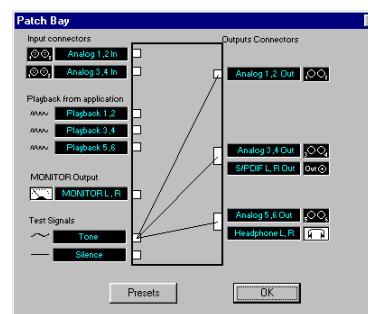 Patch Bay
Input connectors
Outputs Connectors
Analog 1,2 In
Analog 3,4 In
Analog 1,2 Out
Playback from application
Playback 1,2
Playback 3,4
Playback 5,6
Analog 3,4 Out
S/PDIF L, R Out
Out
MONITOR Output
MONITOR L, R
Test Signals
Tone
Silence
Analog 5,6 Out
Headphone L, R
Presets
OK